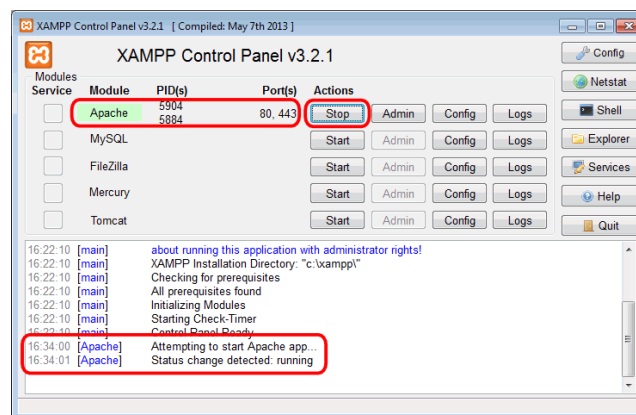 XAMPP Control Panel v3.2.1 [ Compiled: May 7th 2013 ]
XAMPP Control Panel v3.2.1
Config
Modules
Service Module PID(s) Port(s) Actions
Netstat
Apache 5904 5884 80, 443 Stop Admin Config Logs
Shell
MySQL Start Admin Config Logs
Explorer
FileZilla Start Admin Config Logs
Services
Mercury Start Admin Config Logs
Help
Tomcat Start Admin Config Logs
Quit
16:22:10 [main] about running this application with administrator rights!
16:22:10 [main] XAMPP Installation Directory: "c:\xampp\"
16:22:10 [main] Checking for prerequisites
16:22:10 [main] All prerequisites found
16:22:10 [main] Initializing Modules
16:22:10 [main] Starting Check-Timer
16:22:10 [main] Control Panel Ready
16:34:00 [Apache] Attempting to start Apache app...
16:34:01 [Apache] Status change detected: running